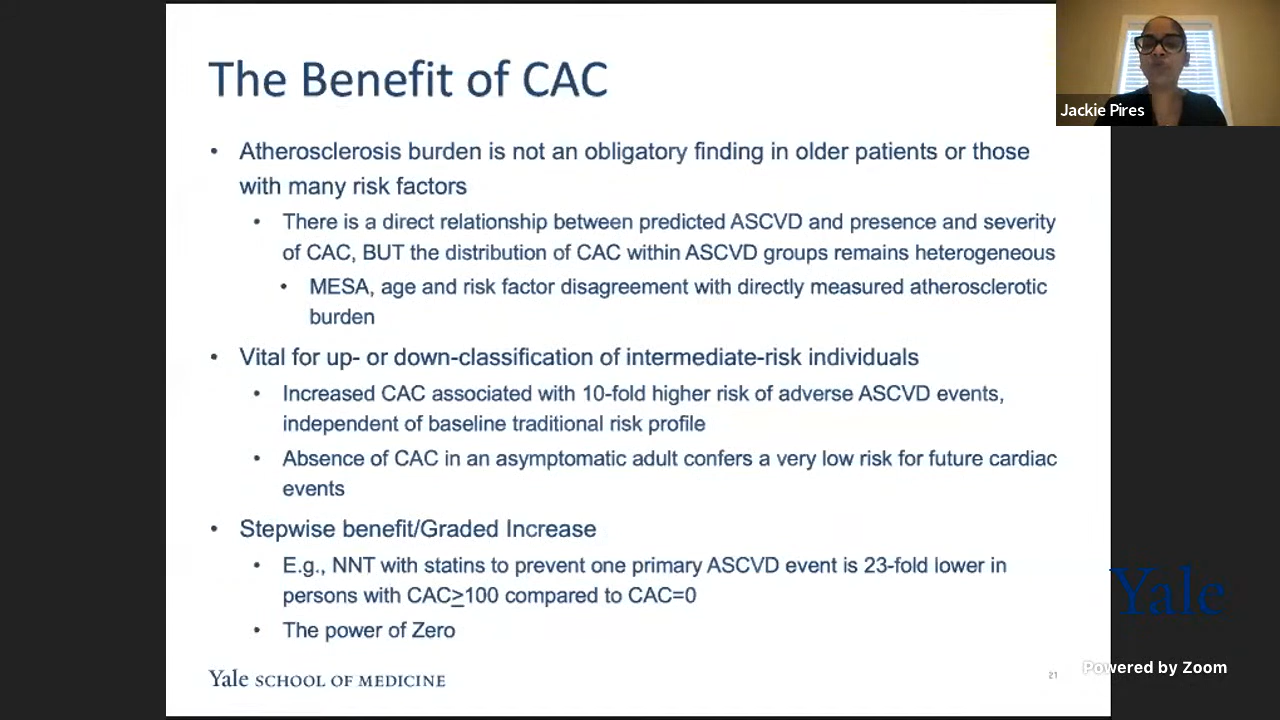 The Benefit of CAC
Jackie Pires
• Atherosclerosis burden is not an obligatory finding in older patients or those
with many risk factors
• There is a direct relationship between predicted ASCVD and presence and severity
of CAC, BUT the distribution of CAC within ASCVD groups remains heterogeneous
• MESA, age and risk factor disagreement with directly measured atherosclerotic
burden
• Vital for up- or down-classification of intermediate-risk individuals
• Increased CAC associated with 10-fold higher risk of adverse ASCVD events,
independent of baseline traditional risk profile
• Absence of CAC in an asymptomatic adult confers a very low risk for future cardiac
events
• Stepwise benefit/Graded Increase
• E.g., NNT with statins to prevent one primary ASCVD event is 23-fold lower in
persons with CAC≥100 compared to CAC=0
• The power of Zero
Yale
Yale SCHOOL OF MEDICINE
21
Powered by Zoom